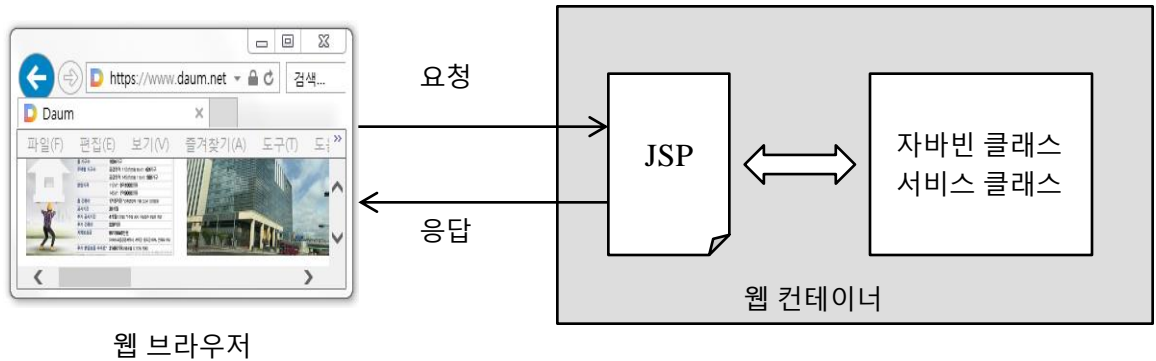 https://www.daum.net
검색...
Daum
파일(F) 편집(E) 보기(V) 즐겨찾기(A) 도구(T)
요청
응답
JSP
자바빈 클래스
서비스 클래스
웹 컨테이너
웹 브라우저